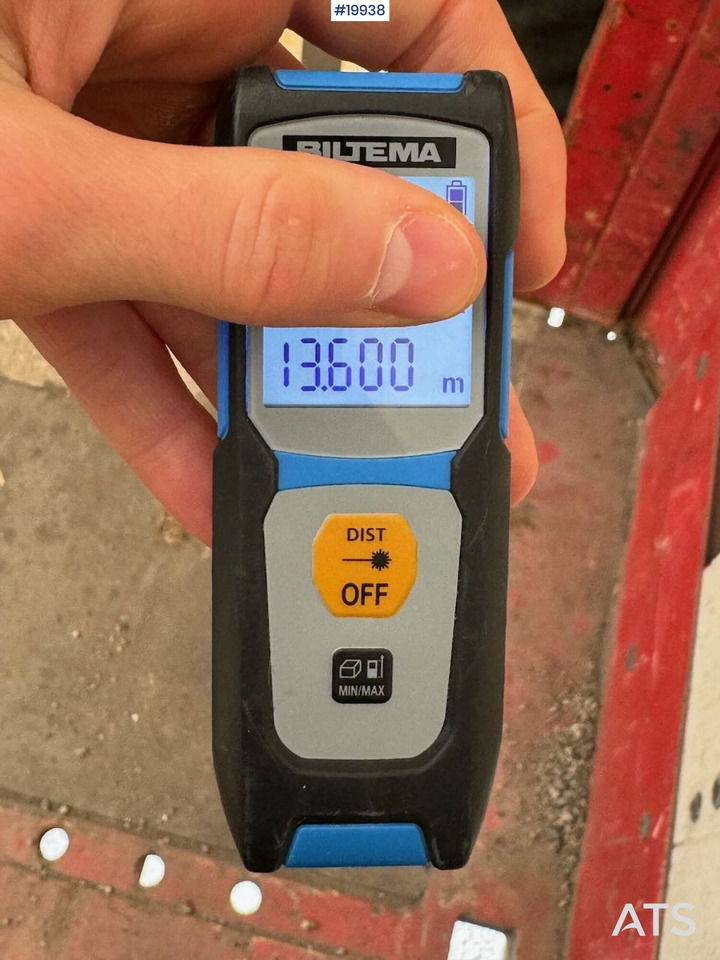 #19938
BILTEMA
13.600 m
DIST
OFF
MIN/MAX
ATS